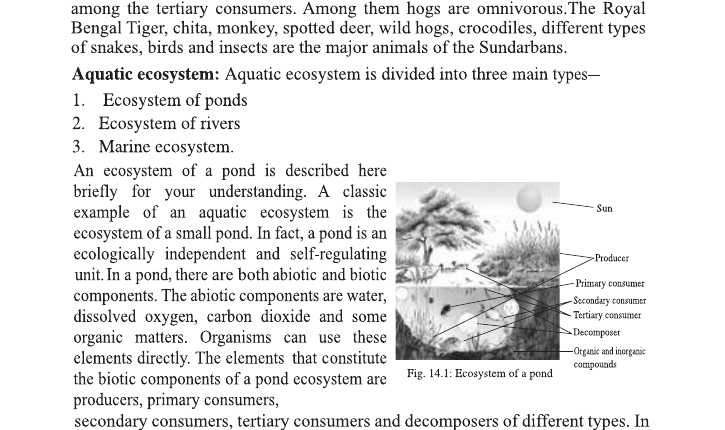 among the tertiary consumers. Among them hogs are omnivorous.The Royal
Bengal Tiger, chita, monkey, spotted deer, wild hogs, crocodiles, different types
of snakes, birds and insects are the major animals of the Sundarbans.
Aquatic ecosystem: Aquatic ecosystem is divided into three main types—
1. Ecosystem of ponds
2. Ecosystem of rivers
3. Marine ecosystem.
An ecosystem of a pond is described here
briefly for your understanding. A classic
example of an aquatic ecosystem is the
ecosystem of a small pond. In fact, a pond is an
ecologically independent and self-regulating
unit. In a pond, there are both abiotic and biotic
components. The abiotic components are water,
dissolved oxygen, carbon dioxide and some
organic matters. Organisms can use these
elements directly. The elements that constitute
the biotic components of a pond ecosystem are
producers, primary consumers,
Sun
Producer
Primary consumer
Secondary consumer
Tertiary consumer
Decomposer
Organic and inorganic
compounds
Fig. 14.1: Ecosystem of a pond
secondary consumers, tertiary consumers and decomposers of different types. In